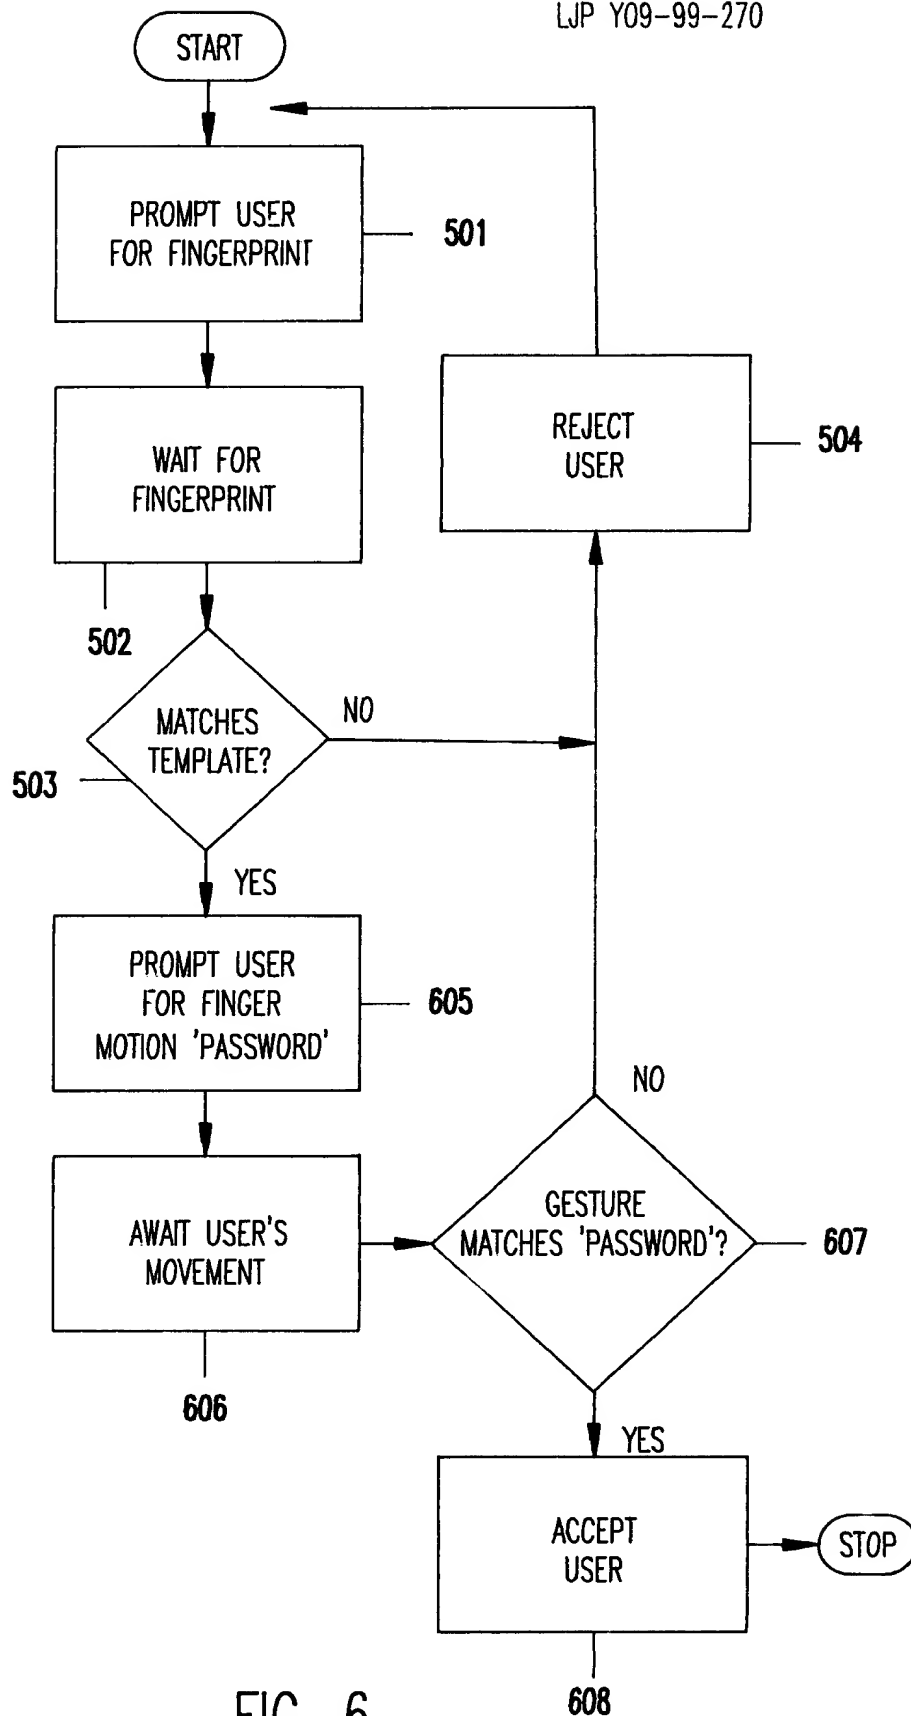 LJP Y09-99-270
START
PROMPT USER
FOR FINGERPRINT
501
WAIT FOR
FINGERPRINT
502
REJECT
USER
504
MATCHES
TEMPLATE?
NO
503
YES
PROMPT USER
FOR FINGER
MOTION 'PASSWORD'
605
NO
AWAIT USER'S
MOVEMENT
606
GESTURE
MATCHES 'PASSWORD'?
607
YES
ACCEPT
USER
STOP
608
FIG. 6